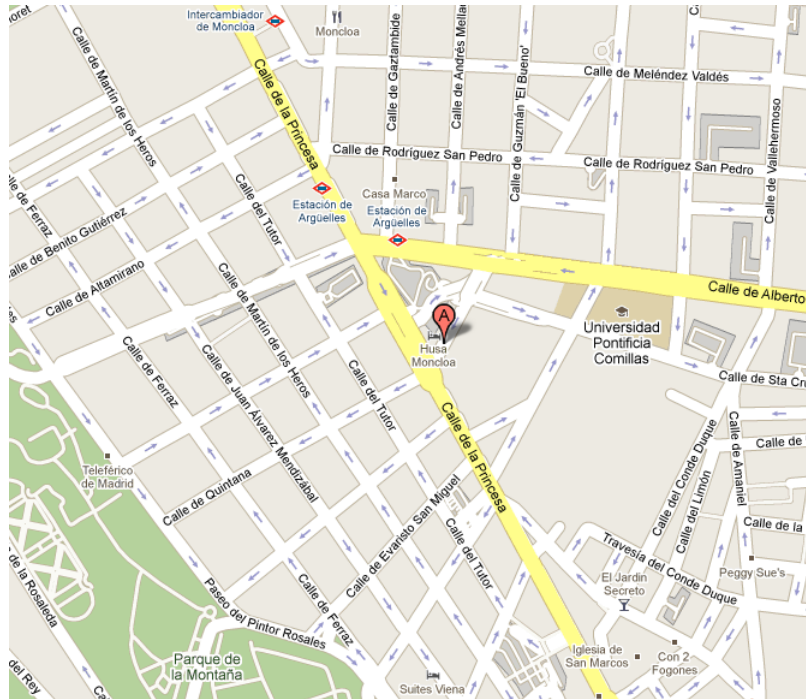 oret
Intercambiador
de Moncloa
Moncloa
Calle de Martín de los Heros
Calle de la Princesa
Calle de Gaztambide
Calle de Andrés Mellado
Calle de Guzmán 'El Bueno'
Calle de Meléndez Valdés
Calle de Vallehermoso
Calle de Rodríguez San Pedro
Calle de Rodríguez San Pedro
Casa Marco
Estación de
Argüelles
Estación de
Argüelles
Calle del Tutor
lle de Ferraz
alle de Benito Gutiérrez
Calle de Altamirano
Calle de Martín de los Heros
Calle de Alberto
A
Husa
Moncloa
Universidad
Pontificia
Comillas
Calle de Sta Cru
Calle de Ferraz
Calle de Juan Álvarez Mendizábal
Calle del Tutor
Calle de la Princesa
Calle del Conde Duque
Calle de Amaniel
Calle de
Calle del Limón
Teleférico
de Madrid
Calle de Quintana
Calle de Evaristo San Miguel
Calle del Tutor
Calle de la
Travesía del Conde Duque
Peggy Sue's
El Jardin
Secreto
o de la Rosaleda
Paseo del Pintor Rosales
Calle de Ferraz
Parque de
la Montaña
del Rey
Ca
Suites Viena
Iglesia de
San Marcos
Con 2
Fogones